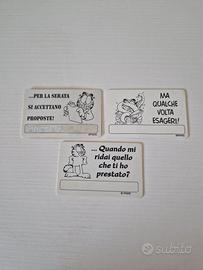 ...PER LA SERATA
SI ACCETTANO
PROPOSTE!
MA
QUALCHE
VOLTA
ESAGERI!
... Quando mi
ridai quello
che ti ho
prestato?
subito